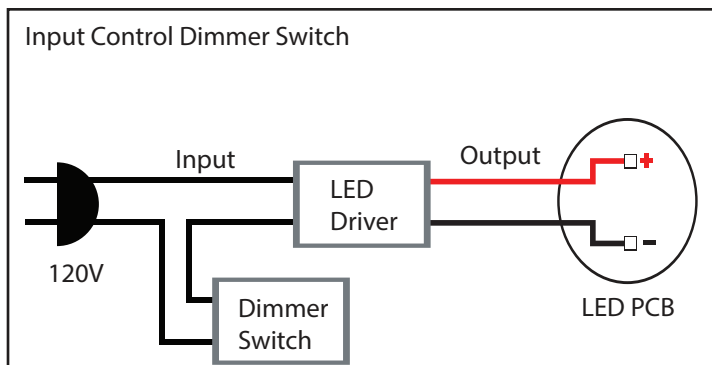 Input Control Dimmer Switch
Input
Output
LED
Driver
+
-
120V
Dimmer
Switch
LED PCB